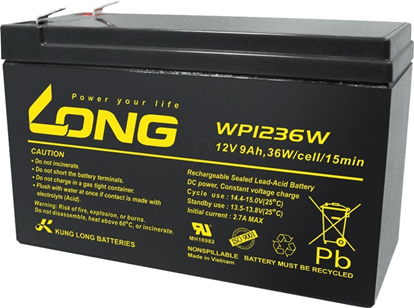 Power your life
LONG
WP1236W
12V 9Ah,36W/cell/15min
⚠ Caution :
Do not incinerate.
Do not short the battery terminals.
Do not charge in a gas tight container.
Flush with water at once if contact is made with
electrolyte (Acid).
Warning: Risk of fire, explosion, or burns.
Do not disassemble, heat above 60°C, or incinerate.
KUNG LONG BATTERIES
Rechargeable Sealed Lead-Acid Battery
DC power, Constant voltage charge
Cycle use : 14.4-15.0V(25°C)
Standby use : 13.5-13.8V(25°C)
Initial current : 2.7A MAX.
MH16982
ISO 9001
NONSPILLABLE
BATTERY MUST BE RECYCLED
Pb